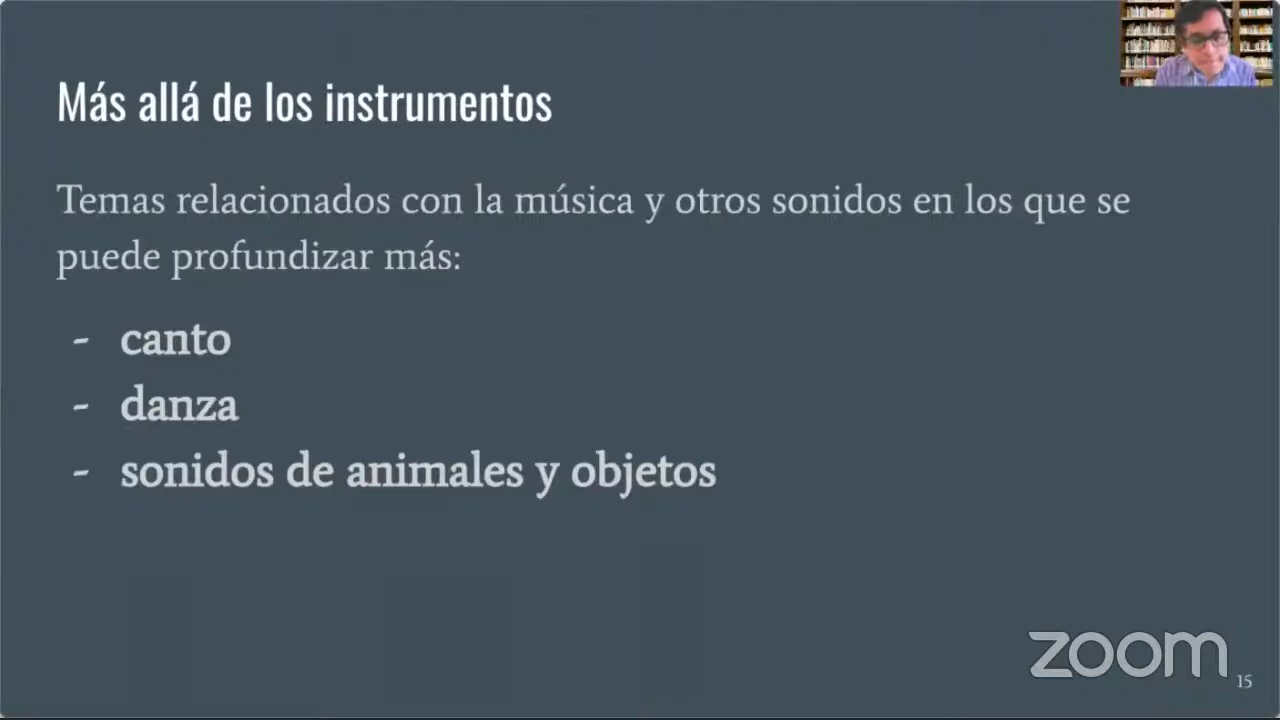 Más allá de los instrumentos
Temas relacionados con la música y otros sonidos en los que se
puede profundizar más:
- canto
- danza
- sonidos de animales y objetos
zoom
15